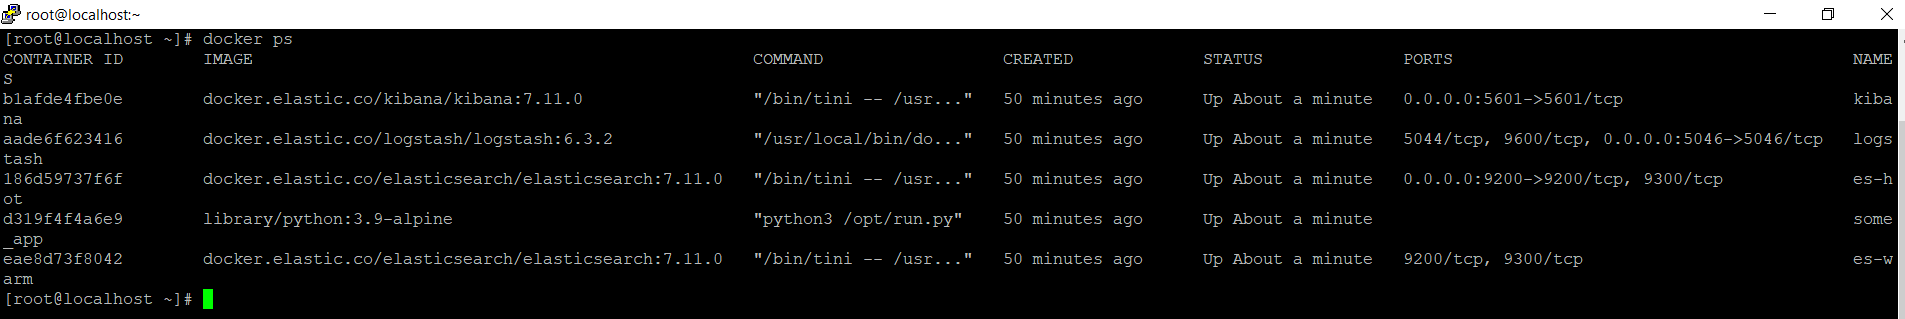 root@localhost:~
[root@localhost ~]# docker ps
CONTAINER ID        IMAGE                                               COMMAND                  CREATED             STATUS              PORTS                                        NAME
S
b1afde4fbe0e        docker.elastic.co/kibana/kibana:7.11.0                 "/bin/tini -- /usr..."   50 minutes ago      Up About a minute   0.0.0.0:5601->5601/tcp                       kiba
na
aade6f623416        docker.elastic.co/logstash/logstash:6.3.2              "/usr/local/bin/do..."   50 minutes ago      Up About a minute   5044/tcp, 9600/tcp, 0.0.0.0:5046->5046/tcp   logs
tash
186d59737f6f        docker.elastic.co/elasticsearch/elasticsearch:7.11.0   "/bin/tini -- /usr..."   50 minutes ago      Up About a minute   0.0.0.0:9200->9200/tcp, 9300/tcp             es-h
ot
d319f4f4a6e9        library/python:3.9-alpine                              "python3 /opt/run.py"    50 minutes ago      Up About a minute                                                some
_app
eae8d73f8042        docker.elastic.co/elasticsearch/elasticsearch:7.11.0   "/bin/tini -- /usr..."   50 minutes ago      Up About a minute   9200/tcp, 9300/tcp                           es-w
arm
[root@localhost ~]#